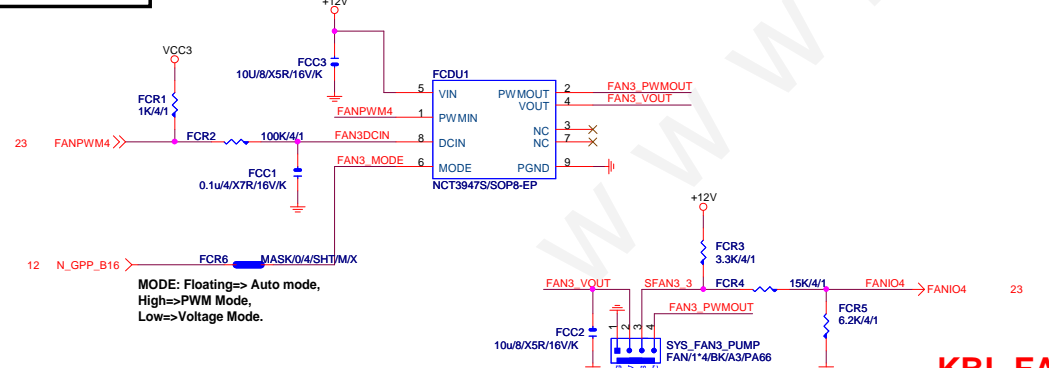 +12V
VCC3
FCC3
10U/8/X5R/16V/K
FCR1
1K/4/1
FCDU1
5 VIN
1 PWMIN
8 DCIN
6 MODE
PWMOUT 2
VOUT 4
NC 3
NC 7
PGND 9
FAN3_PWMOUT
FAN3_VOUT
FANPWM4
23 FANPWM4
FCR2 100K/4/1
FAN3DCIN
FAN3_MODE
FCC1
0.1u/4/X7R/16V/K
NCT3947S/SOP8-EP
12 N_GPP_B16
FCR6 MASK/0/4/SHT/M/X
MODE: Floating=> Auto mode,
High=>PWM Mode,
Low=>Voltage Mode.
+12V
FCR3
3.3K/4/1
FAN3_VOUT
SFAN3_3
FCR4 15K/4/1
FANIO4
FANIO4 23
FAN3_PWMOUT
FCR5
6.2K/4/1
FCC2
10u/8/X5R/16V/K
1 2 3 4
SYS_FAN3_PUMP
FAN/1*4/BK/A3/PA66
w w w